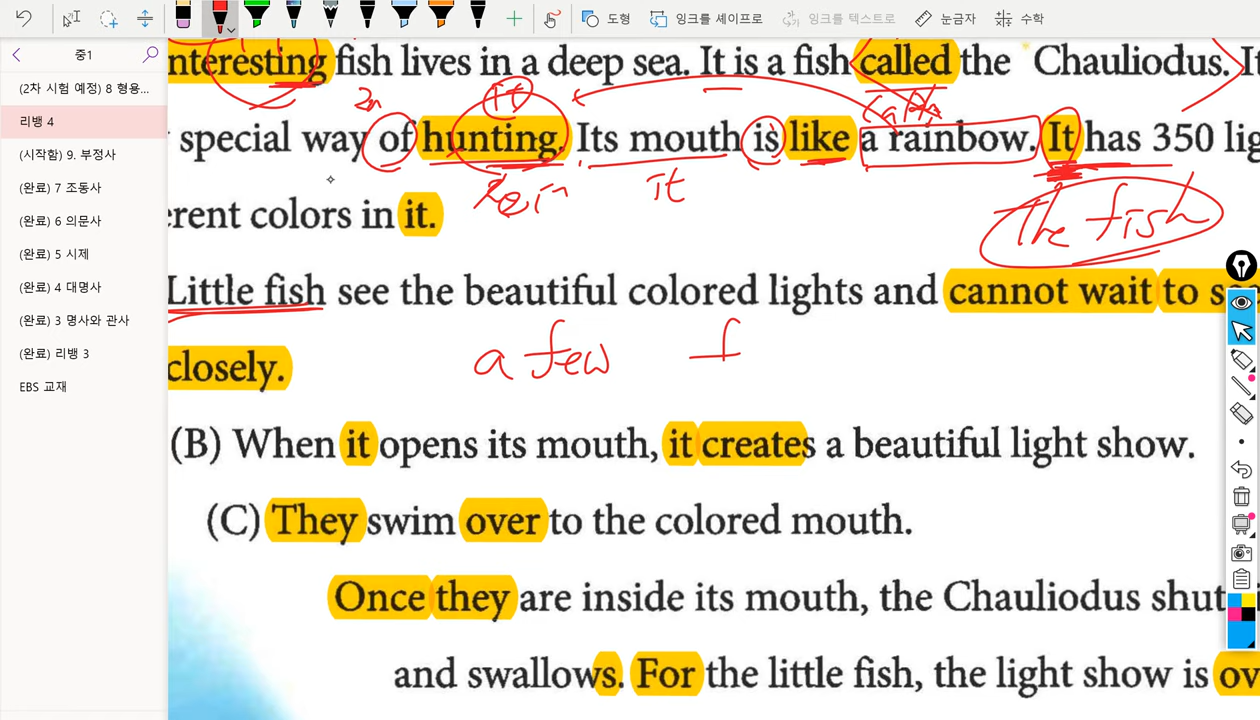 도형
잉크를 셰이프로
잉크를 텍스트로
눈금자
수학
중1
(2차 시험 예정) 8 형용...
리뱅 4
(시작함) 9. 부정사
(완료) 7 조동사
(완료) 6 의문사
(완료) 5 시제
(완료) 4 대명사
(완료) 3 명사와 관사
(완료) 리뱅 3
EBS 교재
nteresting fish lives in a deep sea. It is a fish called the Chauliodus. It
it
special way of hunting. Its mouth is like a rainbow. It has 350 lig
it
the fish
erent colors in it.
Little fish see the beautiful colored lights and cannot wait to s
a few f
closely.
(B) When it opens its mouth, it creates a beautiful light show.
(C) They swim over to the colored mouth.
Once they are inside its mouth, the Chauliodus shut
and swallows. For the little fish, the light show is ov